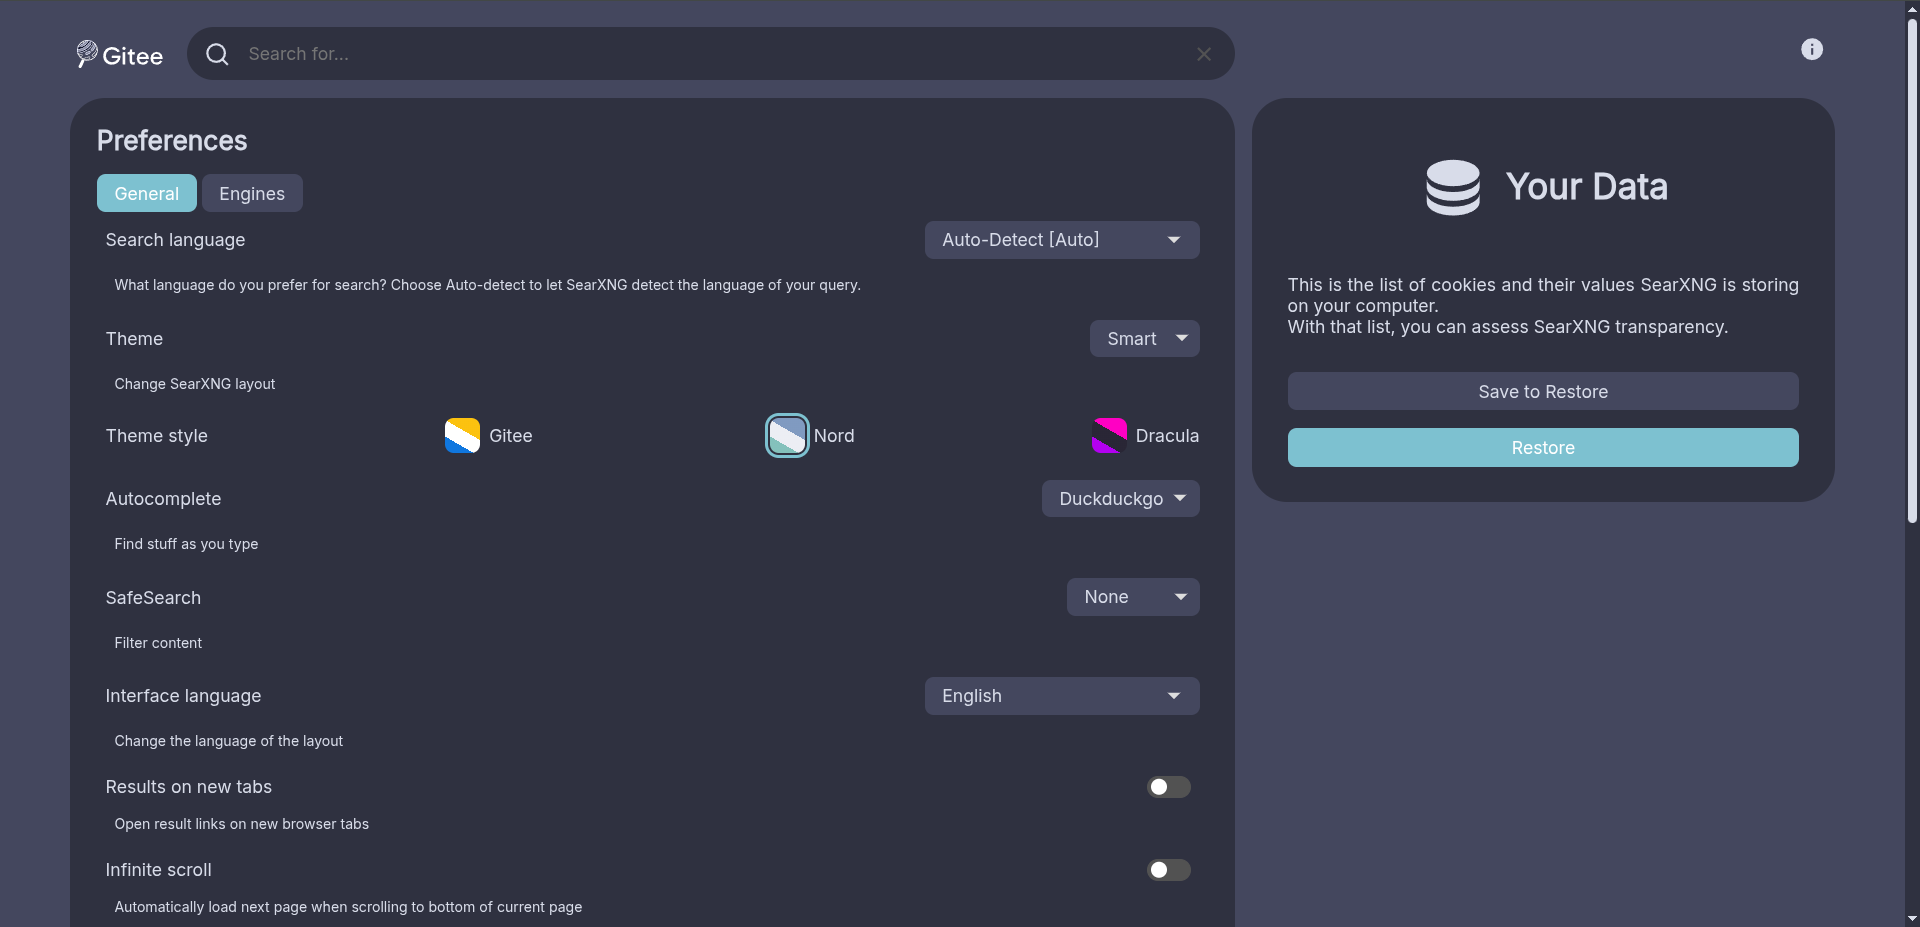 Gitee
Search for...
Preferences
General
Engines
Search language
Auto-Detect [Auto]
What language do you prefer for search? Choose Auto-detect to let SearXNG detect the language of your query.
Theme
Smart
Change SearXNG layout
Theme style
Gitee
Nord
Dracula
Autocomplete
Duckduckgo
Find stuff as you type
SafeSearch
None
Filter content
Interface language
English
Change the language of the layout
Results on new tabs
Open result links on new browser tabs
Infinite scroll
Automatically load next page when scrolling to bottom of current page
Your Data
This is the list of cookies and their values SearXNG is storing
on your computer.
With that list, you can assess SearXNG transparency.
Save to Restore
Restore